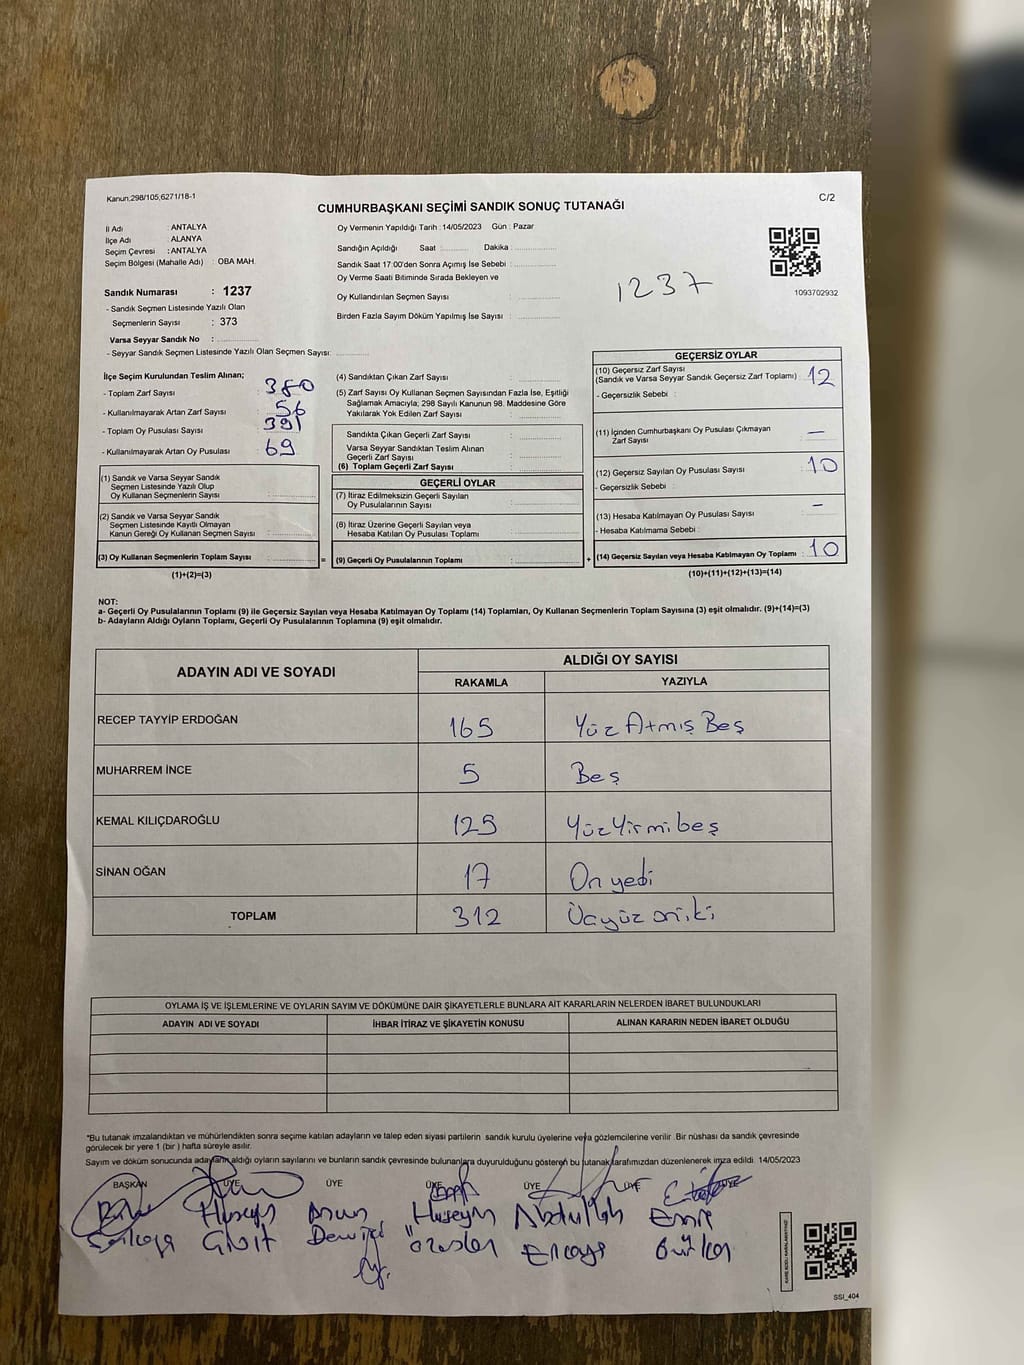 Kanun;298/105;6271/18-1
C/2
CUMHURBAŞKANI SEÇİMİ SANDIK SONUÇ TUTANAĞI
İl Adı : ANTALYA
İlçe Adı : ALANYA
Seçim Çevresi : ANTALYA
Seçim Bölgesi (Mahalle Adı) : OBA MAH.
Sandık Numarası : 1237
- Sandık Seçmen Listesinde Yazılı Olan
Seçmenlerin Sayısı : 373
Varsa Seyyar Sandık No :
- Seyyar Sandık Seçmen Listesinde Yazılı Olan Seçmen Sayısı:
Oy Vermenin Yapıldığı Tarih : 14/05/2023 Gün : Pazar
Sandığın Açıldığı Saat : Dakika :
Sandık Saat 17:00'den Sonra Açımış İse Sebebi :
Oy Verme Saati Bitiminde Sırada Bekleyen ve
Oy Kullandırılan Seçmen Sayısı :
Birden Fazla Sayım Döküm Yapılmış İse Sayısı :
1237
1093702932
İlçe Seçim Kurulundan Teslim Alınan;
- Toplam Zarf Sayısı : 380
- Kullanılmayarak Artan Zarf Sayısı : 56
- Toplam Oy Pusulası Sayısı : 391
- Kullanılmayarak Artan Oy Pusulası : 69
(1) Sandık ve Varsa Seyyar Sandık
Seçmen Listesinde Yazılı Olup
Oy Kullanan Seçmenlerin Sayısı :
(2) Sandık ve Varsa Seyyar Sandık
Seçmen Listesinde Kayıtlı Olmayan
Kanun Gereği Oy Kullanan Seçmen Sayısı :
(3) Oy Kullanan Seçmenlerin Toplam Sayısı :
(1)+(2)=(3)
(4) Sandıktan Çıkan Zarf Sayısı :
(5) Zarf Sayısı Oy Kullanan Seçmen Sayısından Fazla İse, Eşitliği
Sağlamak Amacıyla; 298 Sayılı Kanunun 98. Maddesine Göre
Yakılarak Yok Edilen Zarf Sayısı :
Sandıkta Çıkan Geçerli Zarf Sayısı :
Varsa Seyyar Sandıktan Teslim Alınan
Geçerli Zarf Sayısı :
(6) Toplam Geçerli Zarf Sayısı :
GEÇERLİ OYLAR
(7) İtiraz Edilmeksizin Geçerli Sayılan
Oy Pusulalarının Sayısı :
(8) İtiraz Üzerine Geçerli Sayılan veya
Hesaba Katılan Oy Pusulası Toplamı :
= (9) Geçerli Oy Pusulalarının Toplamı :
GEÇERSİZ OYLAR
(10) Geçersiz Zarf Sayısı
(Sandık ve Varsa Seyyar Sandık Geçersiz Zarf Toplamı) : 12
- Geçersizlik Sebebi :
(11) İçinden Cumhurbaşkanı Oy Pusulası Çıkmayan
Zarf Sayısı : —
(12) Geçersiz Sayılan Oy Pusulası Sayısı : 10
- Geçersizlik Sebebi :
(13) Hesaba Katılmayan Oy Pusulası Sayısı : –
- Hesaba Katılmama Sebebi :
+ (14) Geçersiz Sayılan veya Hesaba Katılmayan Oy Toplamı : 10
(10)+(11)+(12)+(13)=(14)
NOT:
a- Geçerli Oy Pusulalarının Toplamı (9) ile Geçersiz Sayılan veya Hesaba Katılmayan Oy Toplamı (14) Toplamları, Oy Kullanan Seçmenlerin Toplam Sayısına (3) eşit olmalıdır. (9)+(14)=(3)
b- Adayların Aldığı Oyların Toplamı, Geçerli Oy Pusulalarının Toplamına (9) eşit olmalıdır.
ADAYIN ADI VE SOYADI
ALDIĞI OY SAYISI
RAKAMLA YAZIYLA
RECEP TAYYİP ERDOĞAN 165 Yüz Atmış Beş
MUHARREM İNCE 5 Beş
KEMAL KILIÇDAROĞLU 125 YüzYirmibeş
SİNAN OĞAN 17 On yedi
TOPLAM 312 Üçyüz oniki
OYLAMA İŞ VE İŞLEMLERİNE VE OYLARIN SAYIM VE DÖKÜMÜNE DAİR ŞİKAYETLERLE BUNLARA AİT KARARLARIN NELERDEN İBARET BULUNDUKLARI
ADAYIN ADI VE SOYADI İHBAR İTİRAZ VE ŞİKAYETİN KONUSU ALINAN KARARIN NEDEN İBARET OLDUĞU
*Bu tutanak imzalandıktan ve mühürlendikten sonra seçime katılan adayların ve talep eden siyasi partilerin sandık kurulu üyelerine veya gözlemcilerine verilir .Bir nüshası da sandık çevresinde
görülecek bir yere 1 (bir ) hafta süreyle asılır.
Sayım ve döküm sonucunda adayların aldığı oyların sayılarını ve bunların sandık çevresinde bulunanlara duyurulduğunu gösteren bu tutanak tarafımızdan düzenlenerek imza edildi. 14/05/2023
BAŞKAN ÜYE ÜYE ÜYE ÜYE ÜYE ÜYE
Hüseyin Hüseyin Abdullah Emre
SSI_404